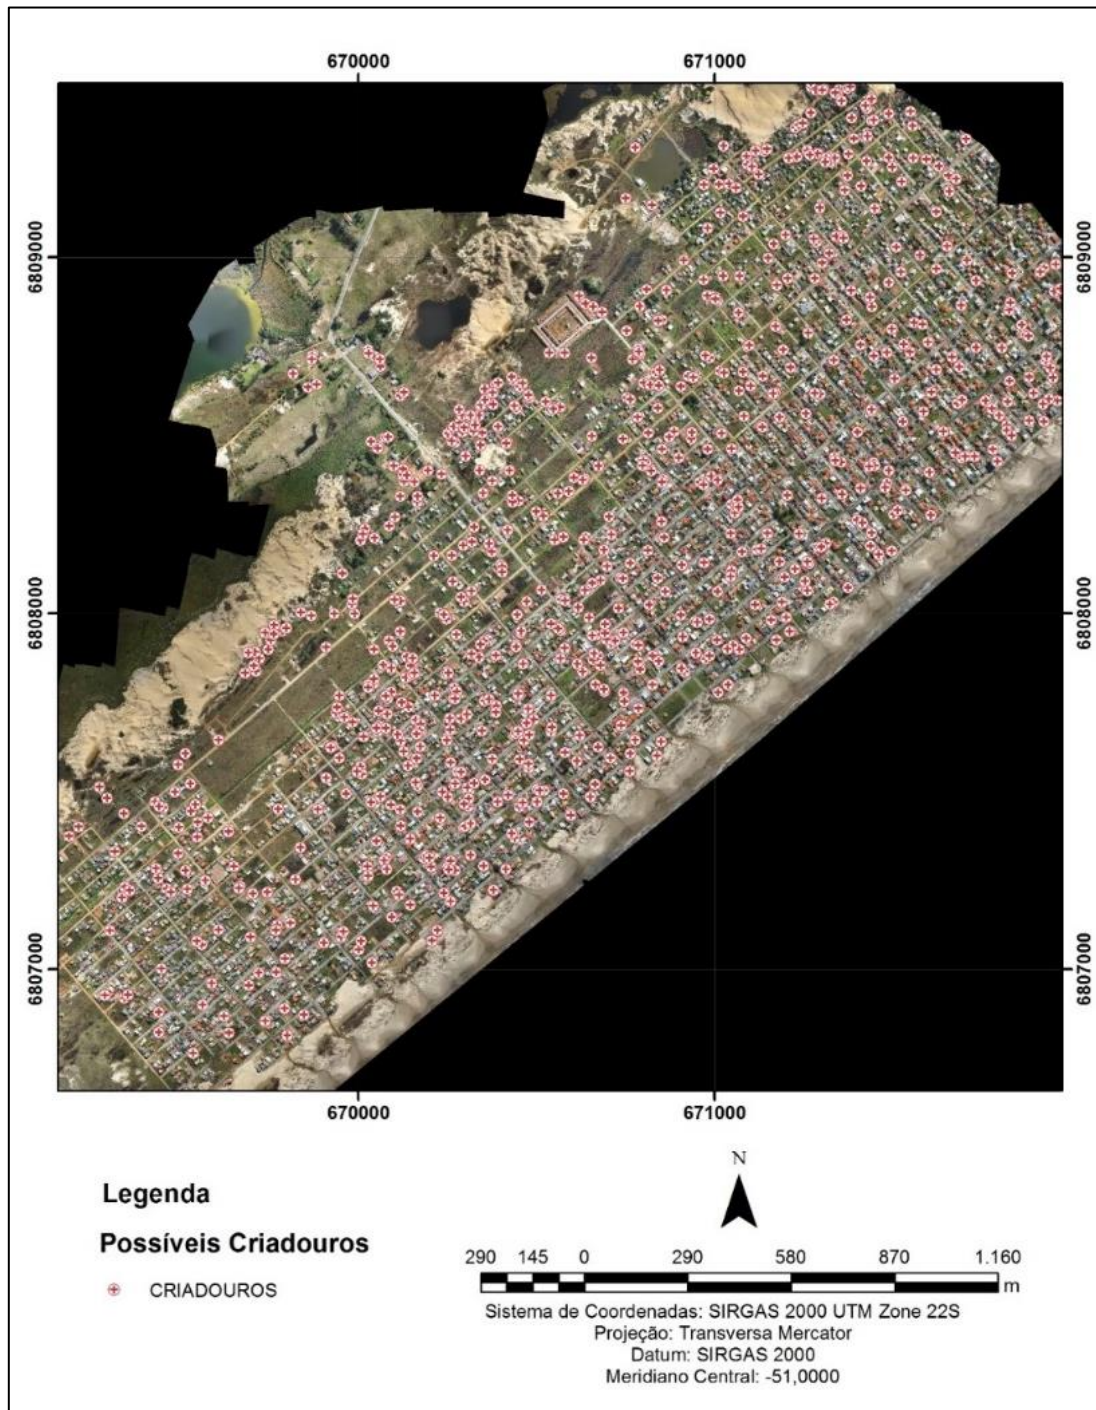 670000 671000
6809000 6809000
6808000 6808000
6807000 6807000
670000 671000
N
Legenda
Possíveis Criadouros
CRIADOUROS
290 145 0 290 580 870 1.160
m
Sistema de Coordenadas: SIRGAS 2000 UTM Zone 22S
Projeção: Transversa Mercator
Datum: SIRGAS 2000
Meridiano Central: -51,0000